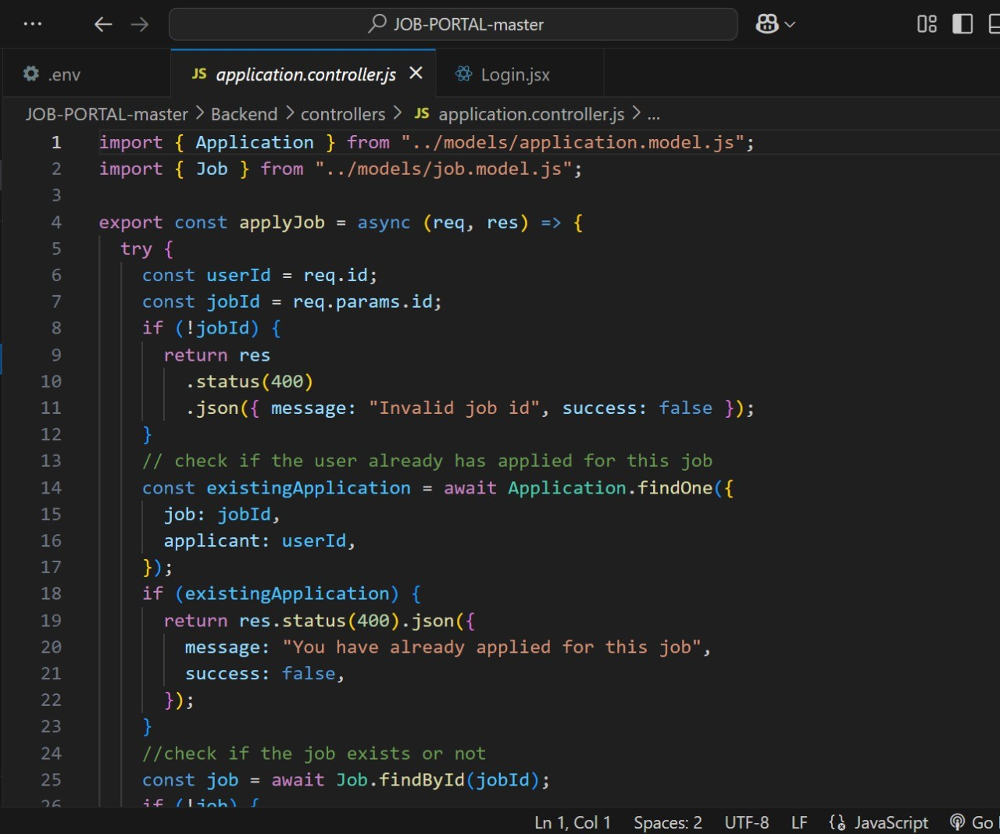 JOB-PORTAL-master
.env
JS application.controller.js
Login.jsx
JOB-PORTAL-master > Backend > controllers > JS application.controller.js > ...
1 import { Application } from "../models/application.model.js";
2 import { Job } from "../models/job.model.js";
3
4 export const applyJob = async (req, res) => {
5 try {
6 const userId = req.id;
7 const jobId = req.params.id;
8 if (!jobId) {
9 return res
10 .status(400)
11 .json({ message: "Invalid job id", success: false });
12 }
13 // check if the user already has applied for this job
14 const existingApplication = await Application.findOne({
15 job: jobId,
16 applicant: userId,
17 });
18 if (existingApplication) {
19 return res.status(400).json({
20 message: "You have already applied for this job",
21 success: false,
22 });
23 }
24 //check if the job exists or not
25 const job = await Job.findById(jobId);
26 if (!job) {
Ln 1, Col 1 Spaces: 2 UTF-8 LF {} JavaScript Go